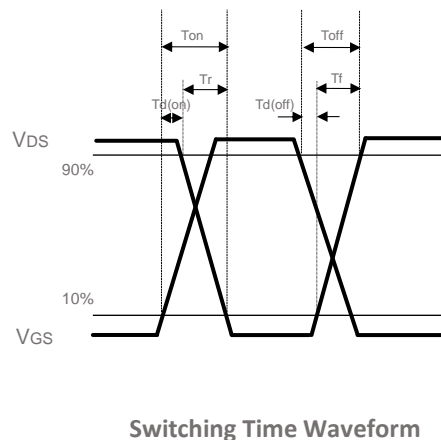 Ton
Toff
Tr
Tf
Td(on)
Td(off)
VDS
90%
10%
VGS
Switching Time Waveform